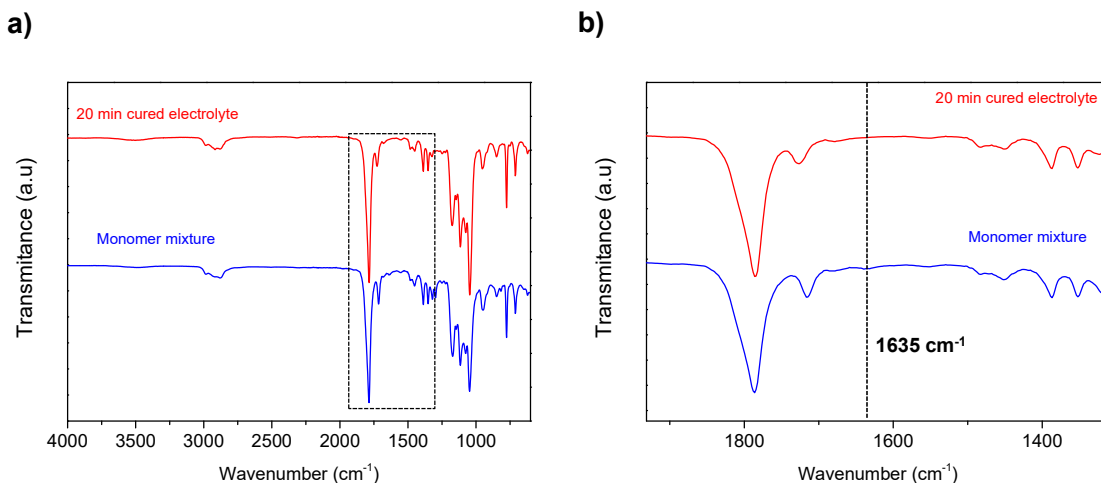 a)
20 min cured electrolyte
Monomer mixture
Transmitance (a.u)
4000 3500 3000 2500 2000 1500 1000
Wavenumber (cm-1)
b)
20 min cured electrolyte
Monomer mixture
1635 cm-1
Transmitance (a.u)
1800 1600 1400
Wavenumber (cm-1)